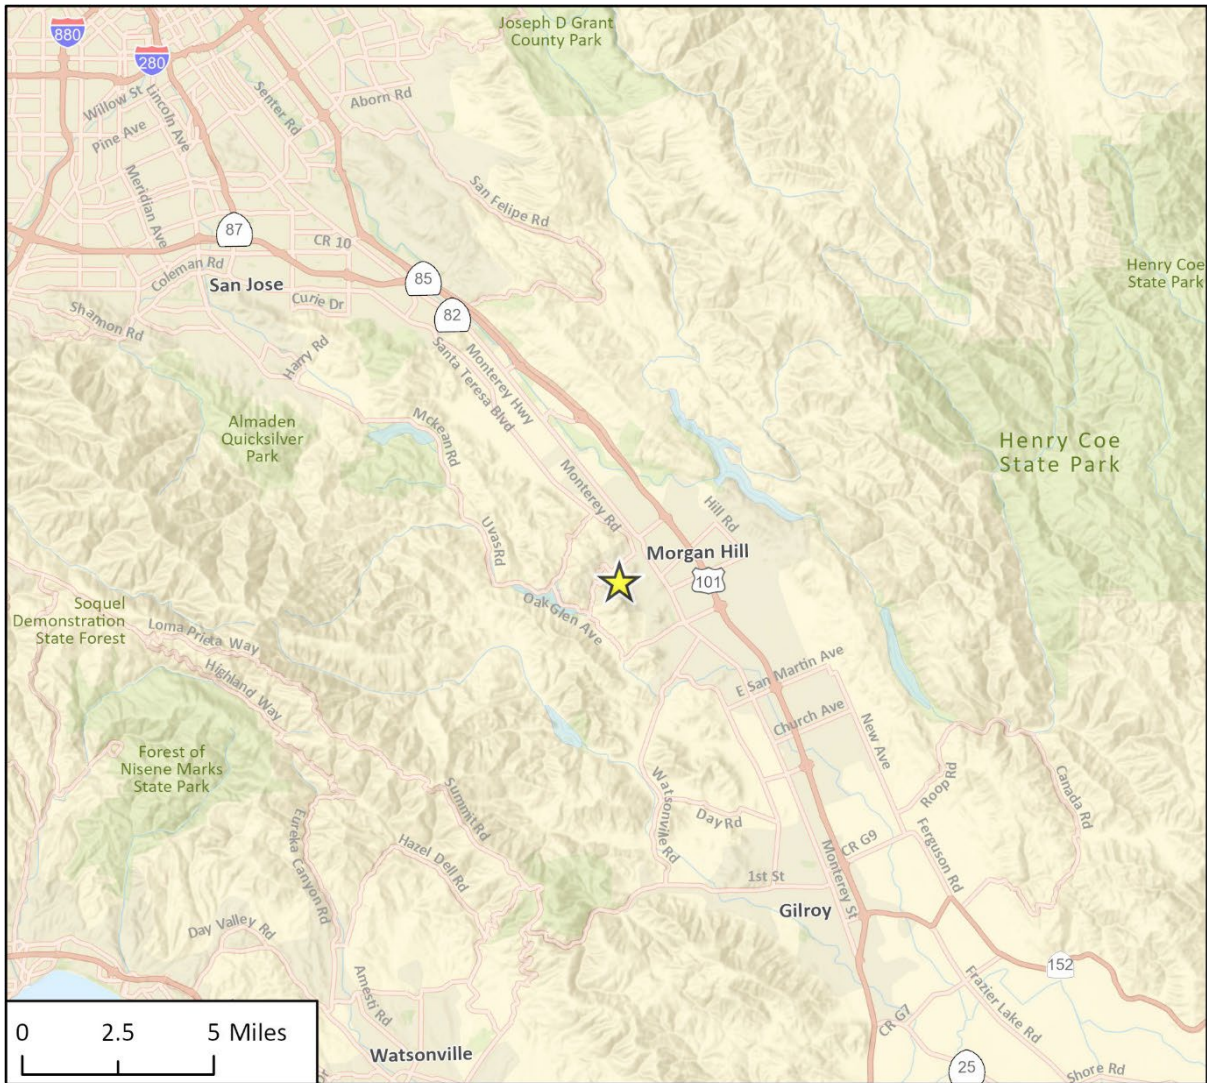 880
280
Joseph D Grant
County Park
Willow St
Lincoln Ave
Senter Rd
Aborn Rd
Pine Ave
Meridian Ave
San Felipe Rd
87
CR 10
Coleman Rd
San Jose
85
Henry Coe
State Park
Curie Dr
82
Shannon Rd
Harry Rd
Santa Teresa Blvd
Monterey Hwy
Almaden
Quicksilver
Park
Mckean Rd
Henry Coe
State Park
Monterey Rd
Hill Rd
Uvas Rd
Morgan Hill
101
Oak Glen Ave
Soquel
Demonstration
State Forest
Loma Prieta Way
Highland Way
E San Martin Ave
Church Ave
New Ave
Forest of
Nisene Marks
State Park
Summit Rd
Watsonville Rd
Day Rd
Roop Rd
Canada Rd
Eureka Canyon Rd
Hazel Dell Rd
CR G9
Ferguson Rd
Monterey St
1st St
Gilroy
Day Valley Rd
152
Amesti Rd
Frazier Lake Rd
CR G7
0 2.5 5 Miles
Watsonville
25
Shore Rd